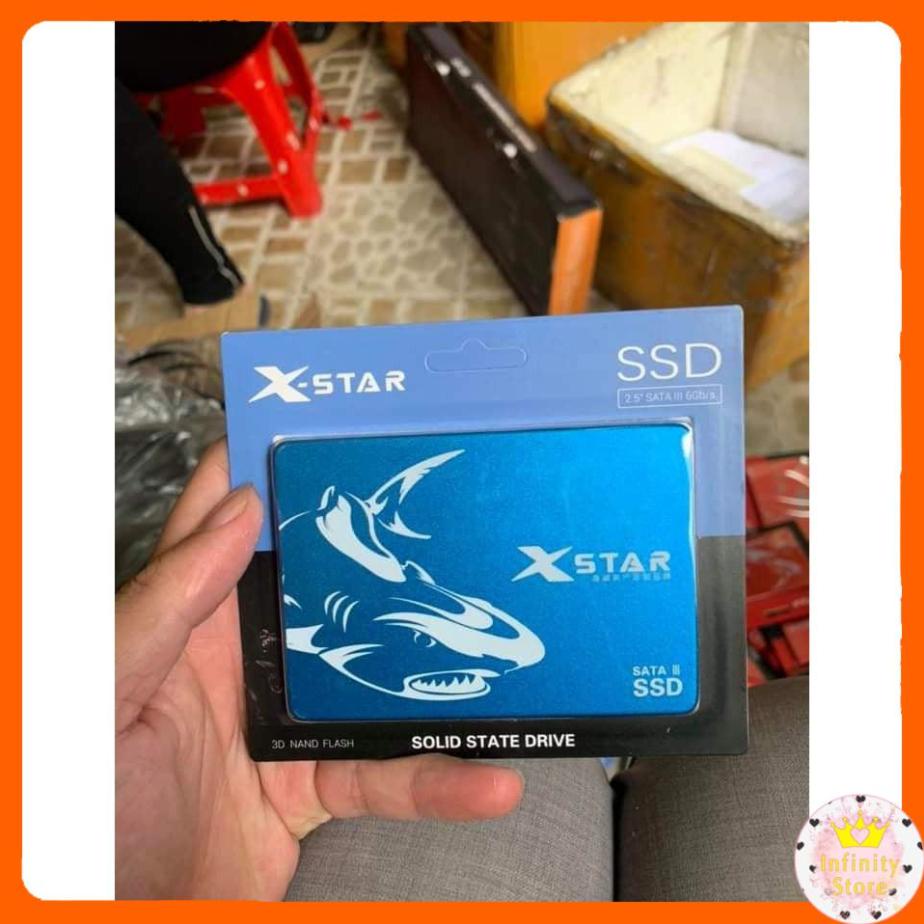 X-STAR
SSD
2.5" SATA III 6Gb/s
XSTAR
SATA III
SSD
3D NAND FLASH
SOLID STATE DRIVE
Infinity
Store